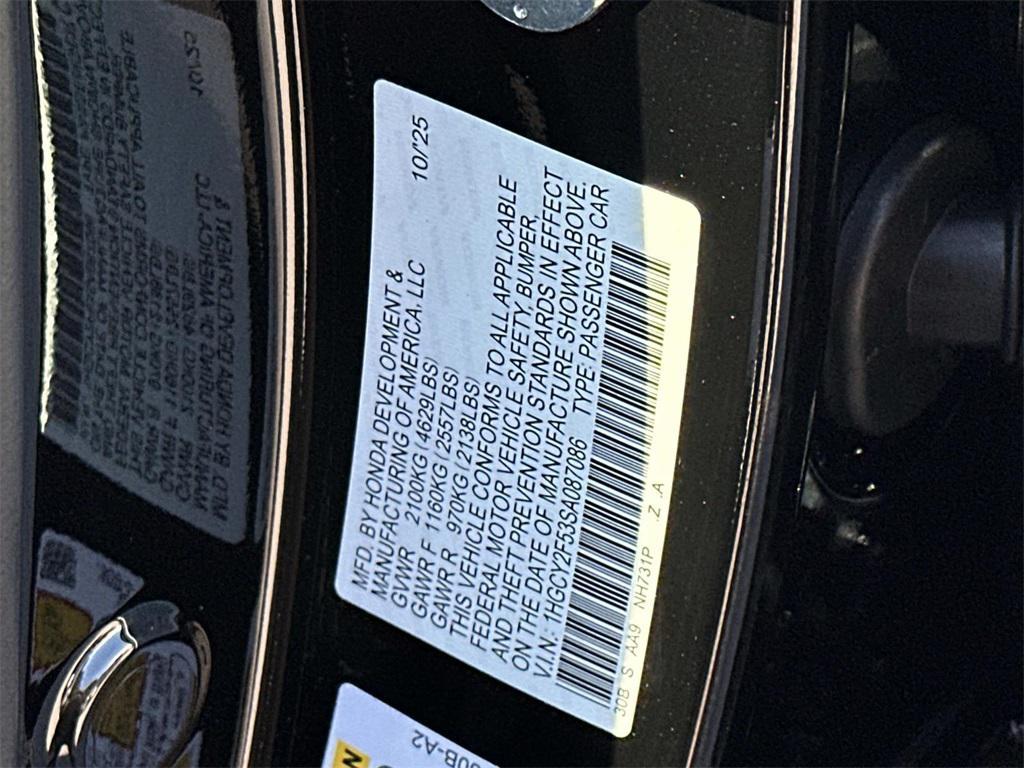 MFD. BY HONDA DEVELOPMENT & 10/'25
MANUFACTURING OF AMERICA, LLC
GVWR 2100KG (4629LBS)
GAWR F 1160KG (2557LBS)
GAWR R 970KG (2138LBS)
THIS VEHICLE CONFORMS TO ALL APPLICABLE
FEDERAL MOTOR VEHICLE SAFETY, BUMPER,
AND THEFT PREVENTION STANDARDS IN EFFECT
ON THE DATE OF MANUFACTURE SHOWN ABOVE.
V.I.N.: 1HGCY2F53SA087086 TYPE: PASSENGER CAR
30B S AA9 NH731P .Z .A